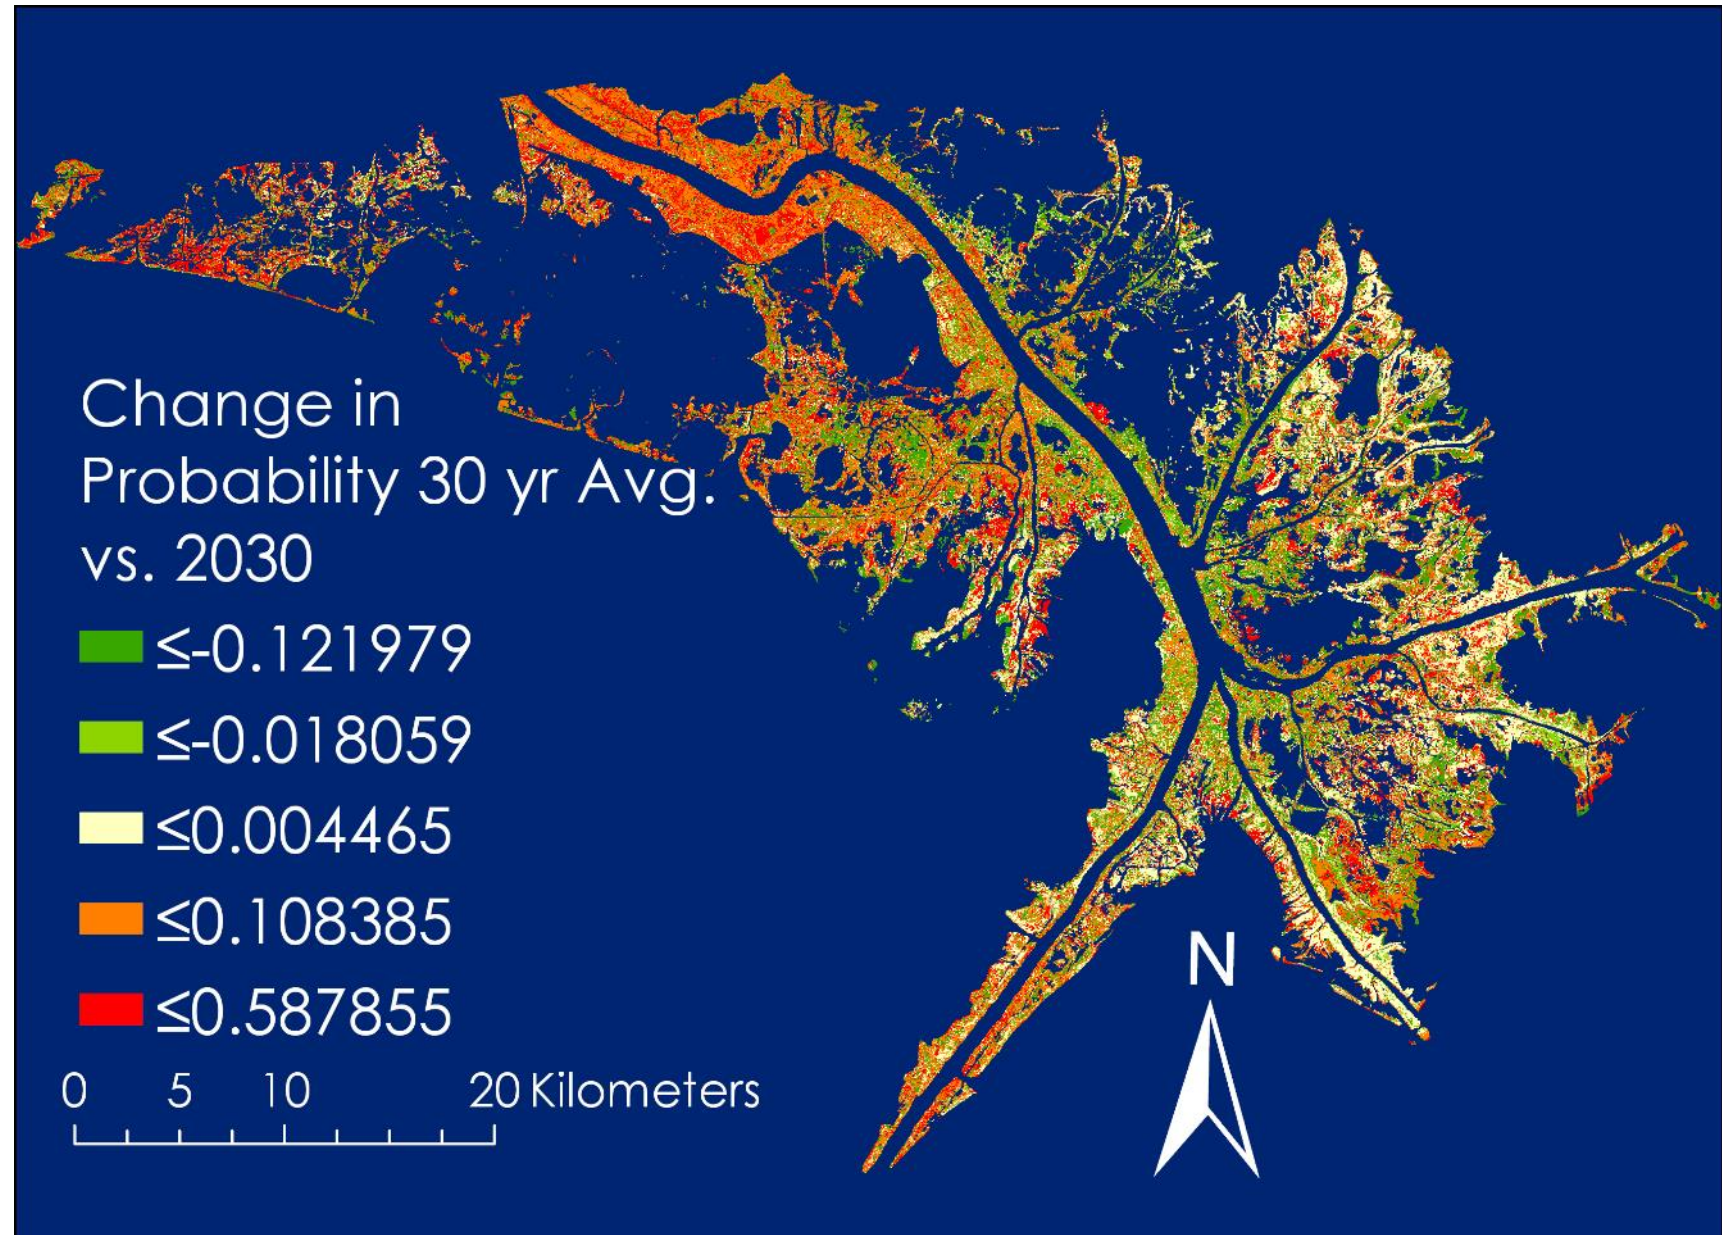 Change in
Probability 30 yr Avg.
vs. 2030
≤-0.121979
≤-0.018059
≤0.004465
≤0.108385
≤0.587855
0 5 10 20 Kilometers
N